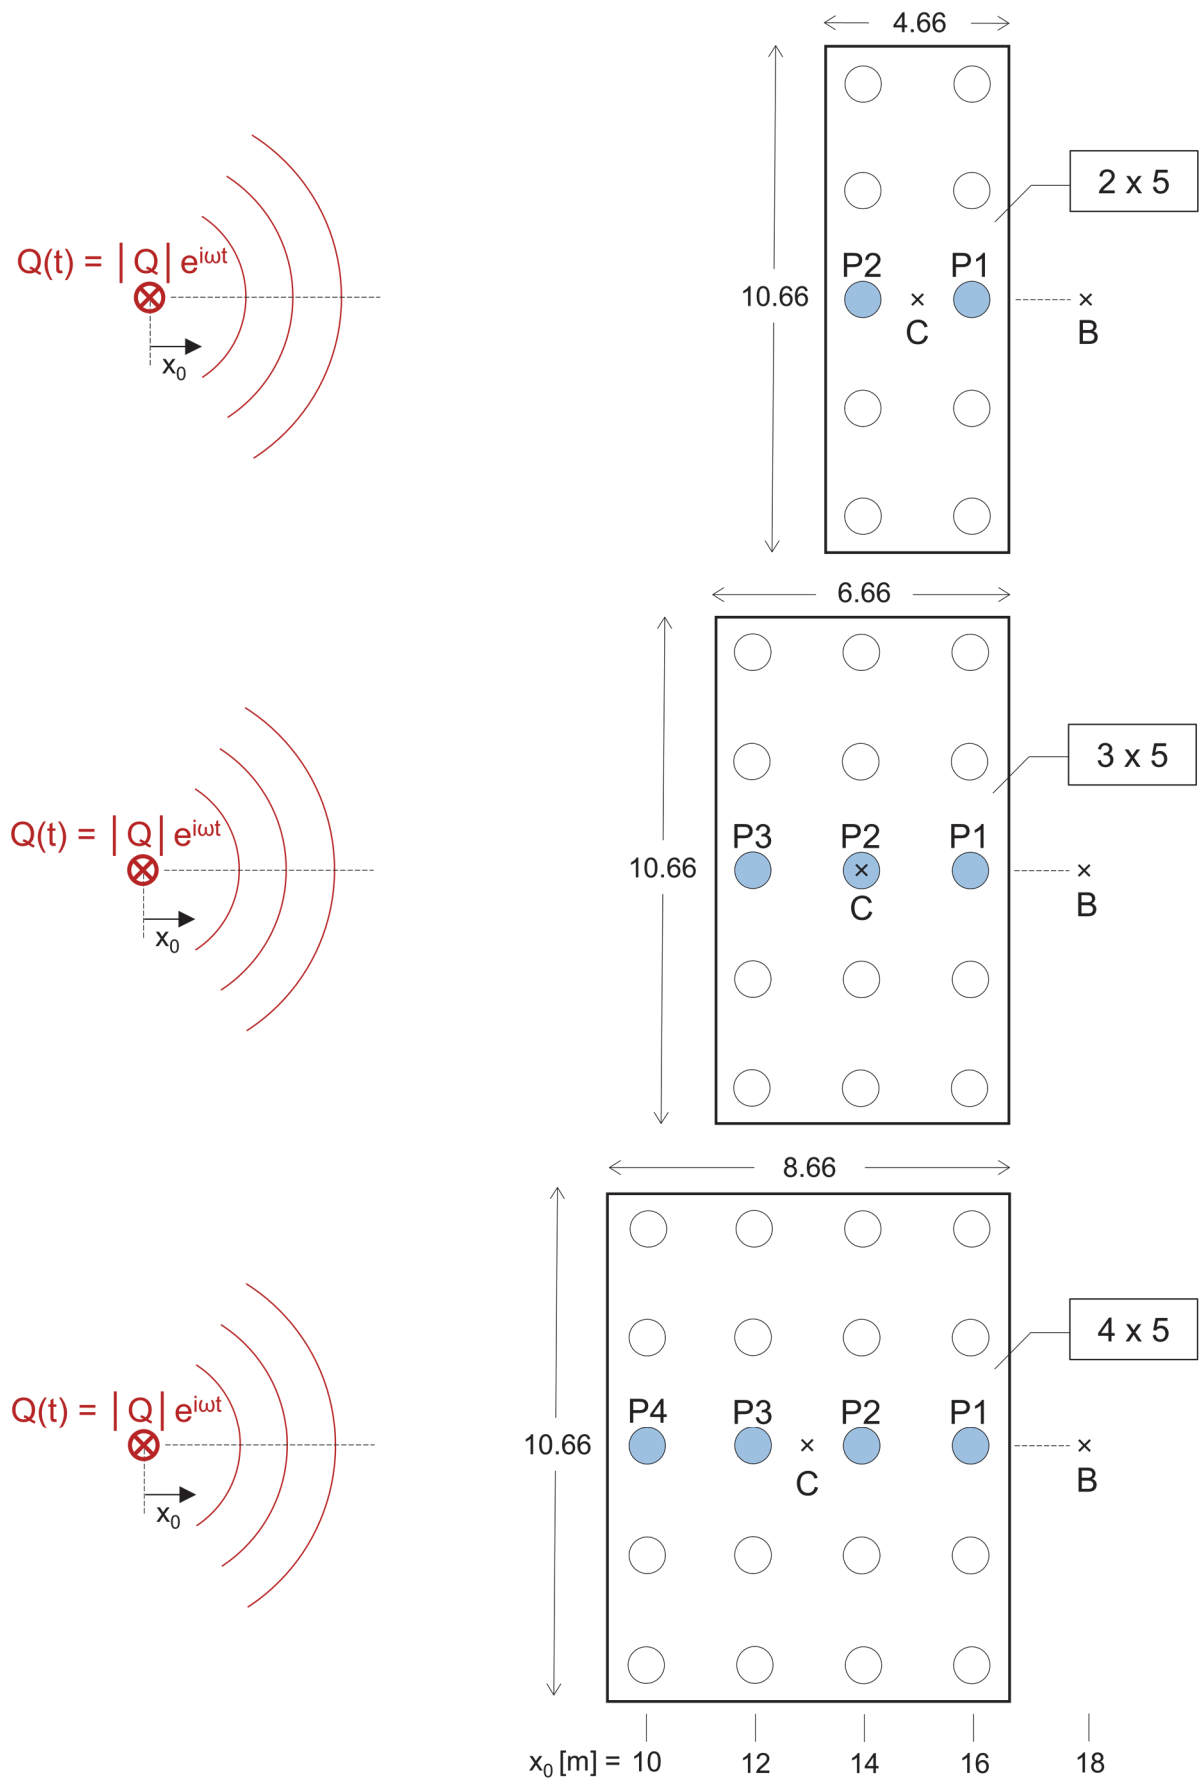 4.66
2 x 5
Q(t) = |Q| e^iωt
P2 P1
10.66
C
B
x₀
6.66
3 x 5
Q(t) = |Q| e^iωt
P3 P2 P1
10.66
C
B
x₀
8.66
4 x 5
Q(t) = |Q| e^iωt
P4 P3 P2 P1
10.66
C
B
x₀
x₀ [m] = 10 12 14 16 18